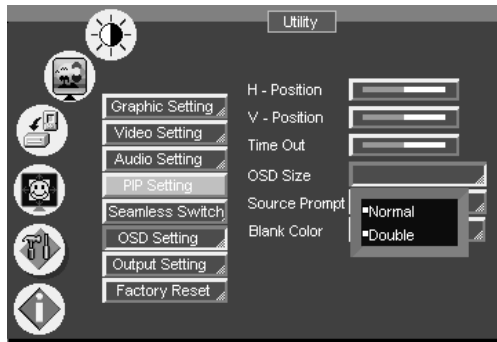 Utility
Graphic Setting
Video Setting
Audio Setting
PIP Setting
Seamless Switch
OSD Setting
Output Setting
Factory Reset
H - Position
V - Position
Time Out
OSD Size
Source Prompt
Blank Color
Normal
Double